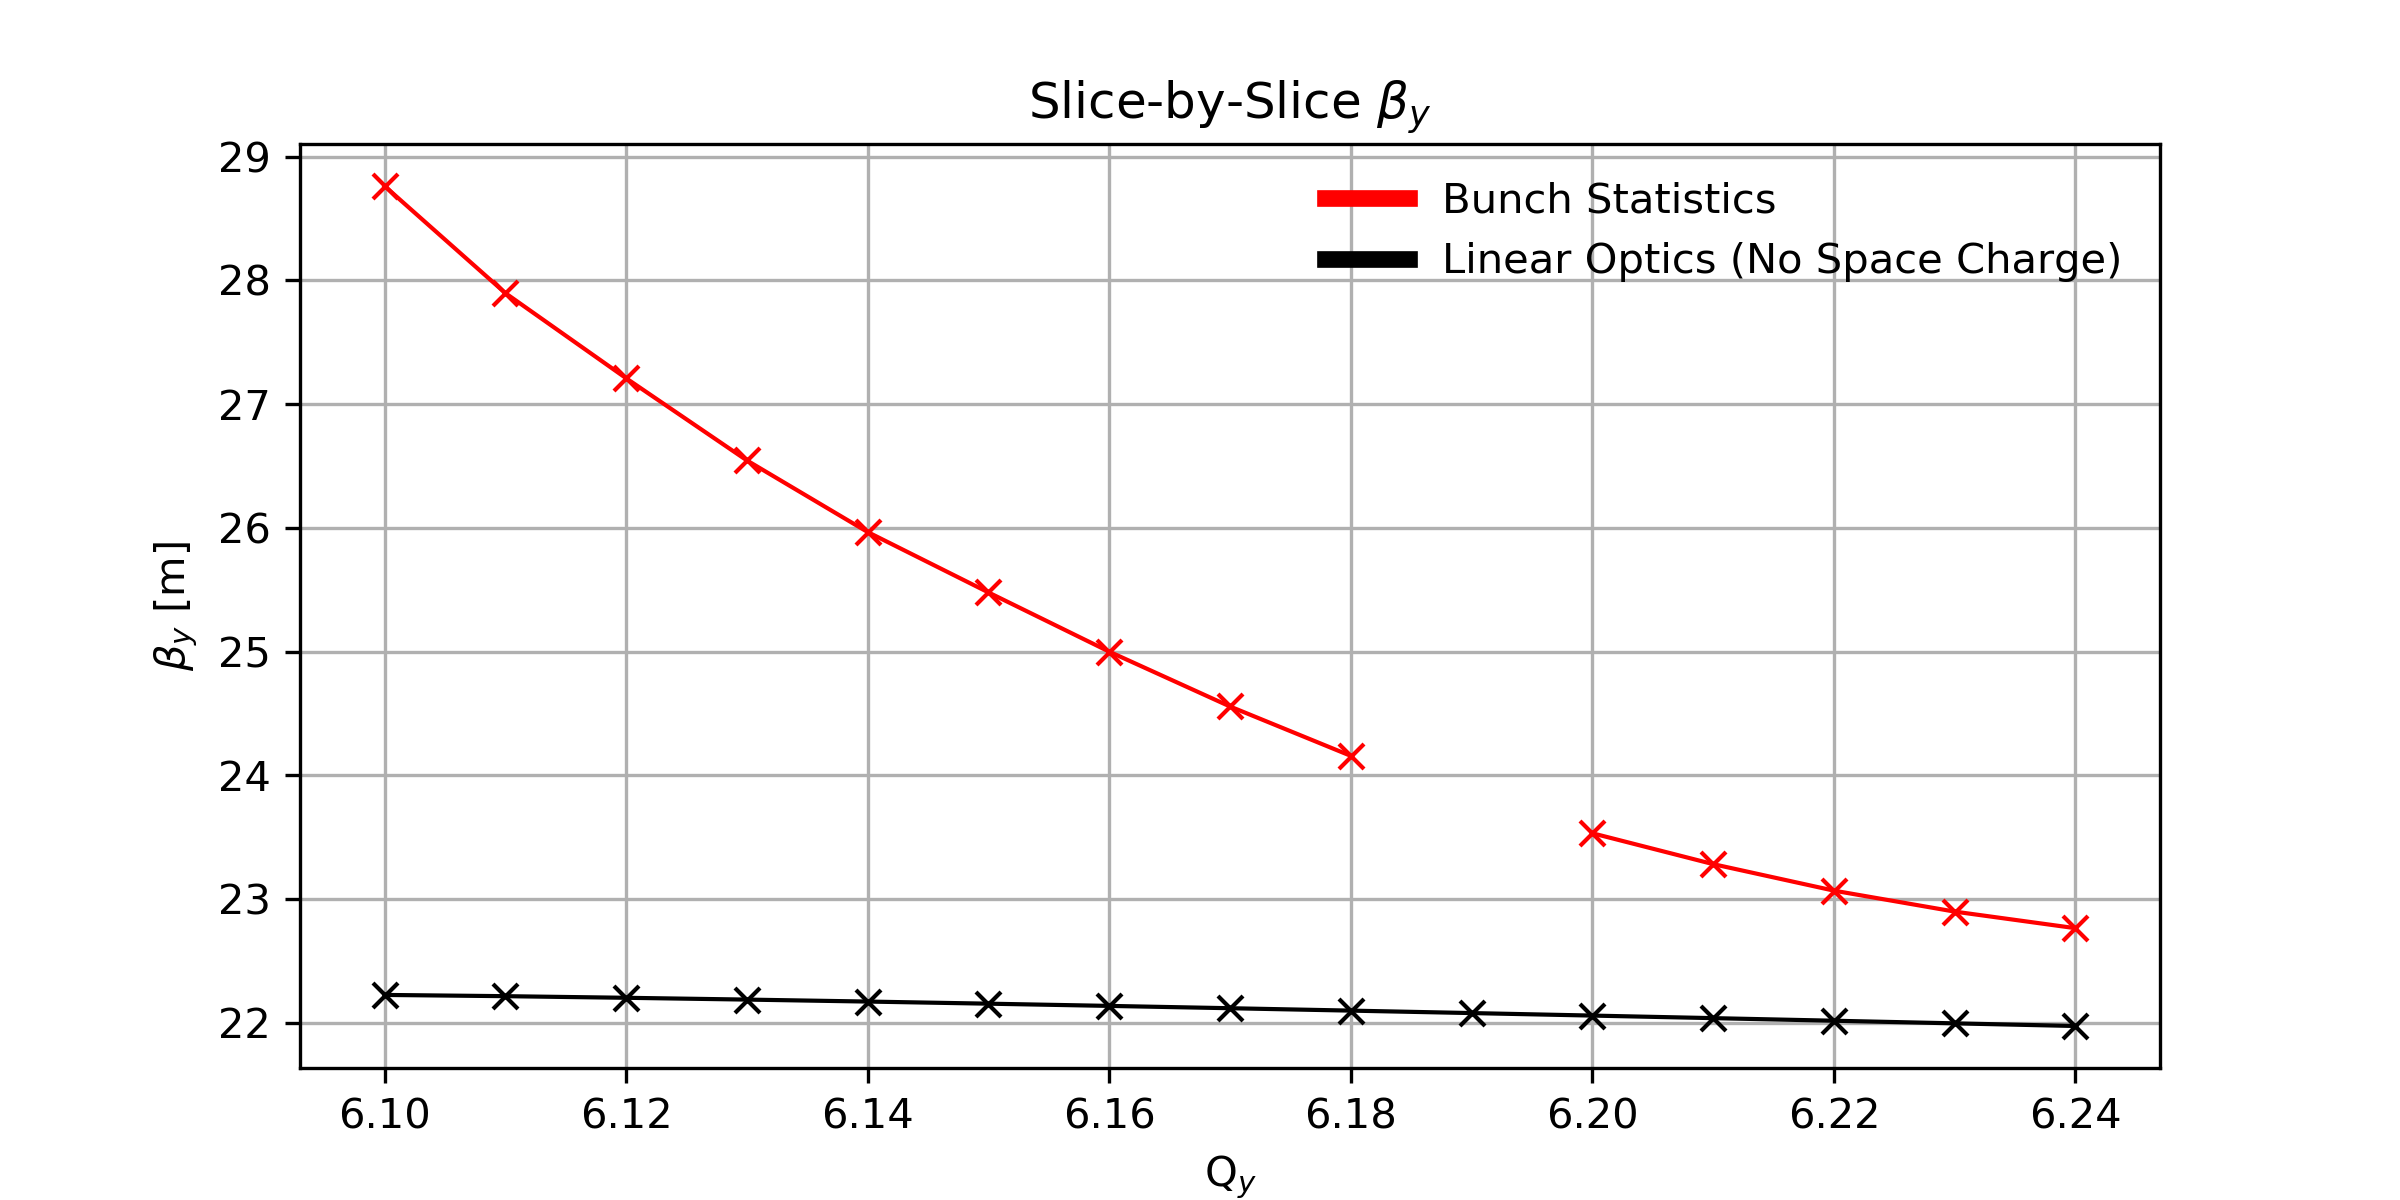 Slice-by-Slice βy
29
28
27
26
25
24
23
22
βy [m]
Bunch Statistics
Linear Optics (No Space Charge)
6.10 6.12 6.14 6.16 6.18 6.20 6.22 6.24
Qy